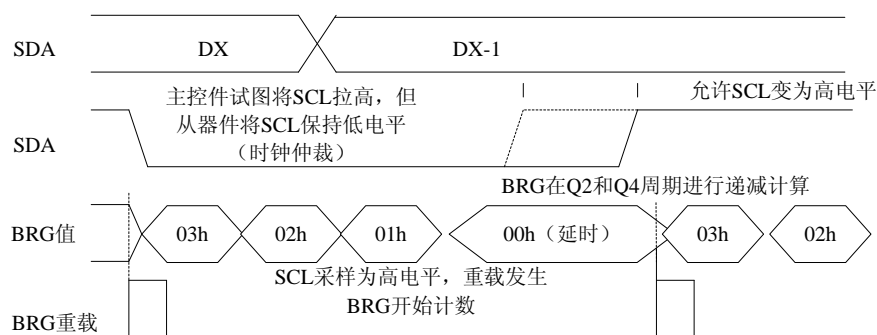 SDA
DX
DX-1
主控件试图将SCL拉高，但
从器件将SCL保持低电平
（时钟仲裁）
允许SCL变为高电平
SDA
BRG在Q2和Q4周期进行递减计算
BRG值
03h
02h
01h
00h（延时）
03h
02h
SCL采样为高电平，重载发生
BRG开始计数
BRG重载